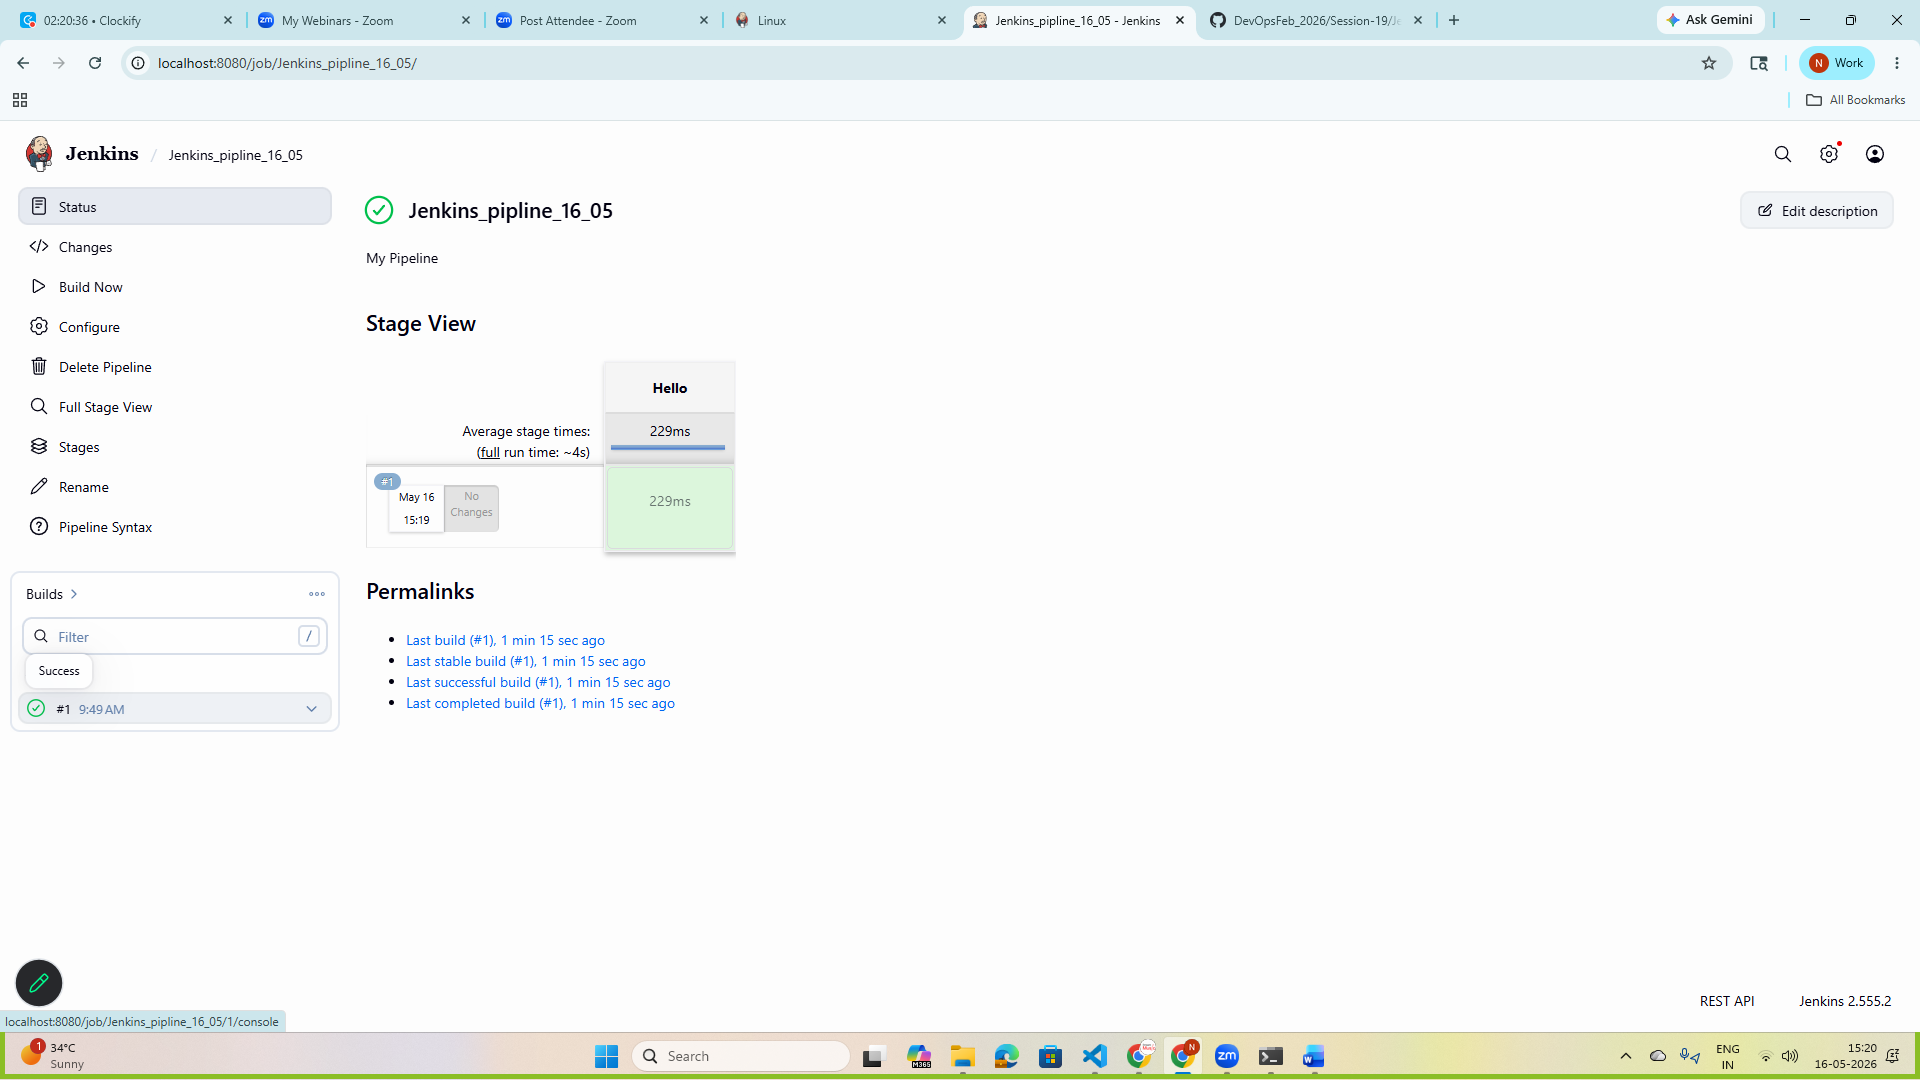 02:20:36 • Clockify
My Webinars - Zoom
Post Attendee - Zoom
Linux
Jenkins_pipline_16_05 - Jenkins
DevOpsFeb_2026/Session-19/Je
Ask Gemini
localhost:8080/job/Jenkins_pipline_16_05/
N
Work
All Bookmarks
Jenkins
/
Jenkins_pipline_16_05
Status
Changes
Build Now
Configure
Delete Pipeline
Full Stage View
Stages
Rename
Pipeline Syntax
Builds
Filter
/
Success
#1 9:49 AM
Jenkins_pipline_16_05
Edit description
My Pipeline
Stage View
Hello
Average stage times:
229ms
(full run time: ~4s)
#1
May 16
15:19
No
Changes
229ms
Permalinks
• Last build (#1), 1 min 15 sec ago
• Last stable build (#1), 1 min 15 sec ago
• Last successful build (#1), 1 min 15 sec ago
• Last completed build (#1), 1 min 15 sec ago
REST API
Jenkins 2.555.2
localhost:8080/job/Jenkins_pipline_16_05/1/console
1
34°C
Sunny
Search
M365
N
zm
ENG
IN
15:20
16-05-2026